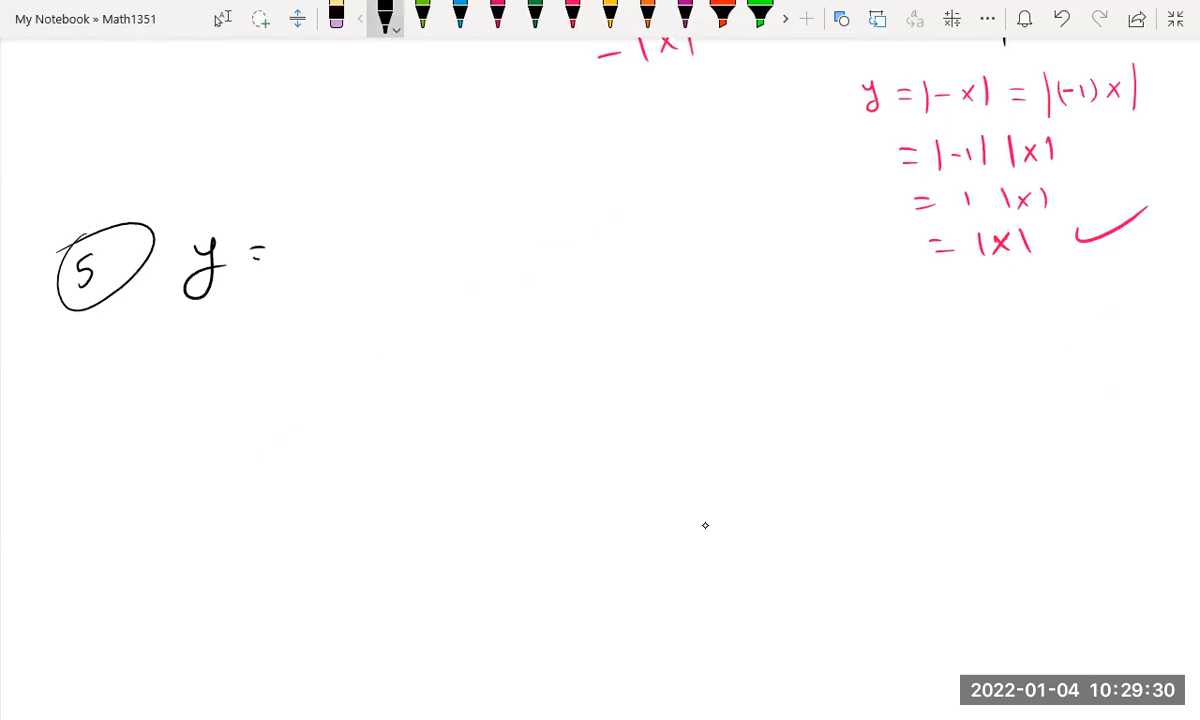 My Notebook » Math1351
- |x|
y = |-x| = |(-1)x|
= |-1| |x|
= 1 |x|
= |x| ✓
5 y =
2022-01-04 10:29:30